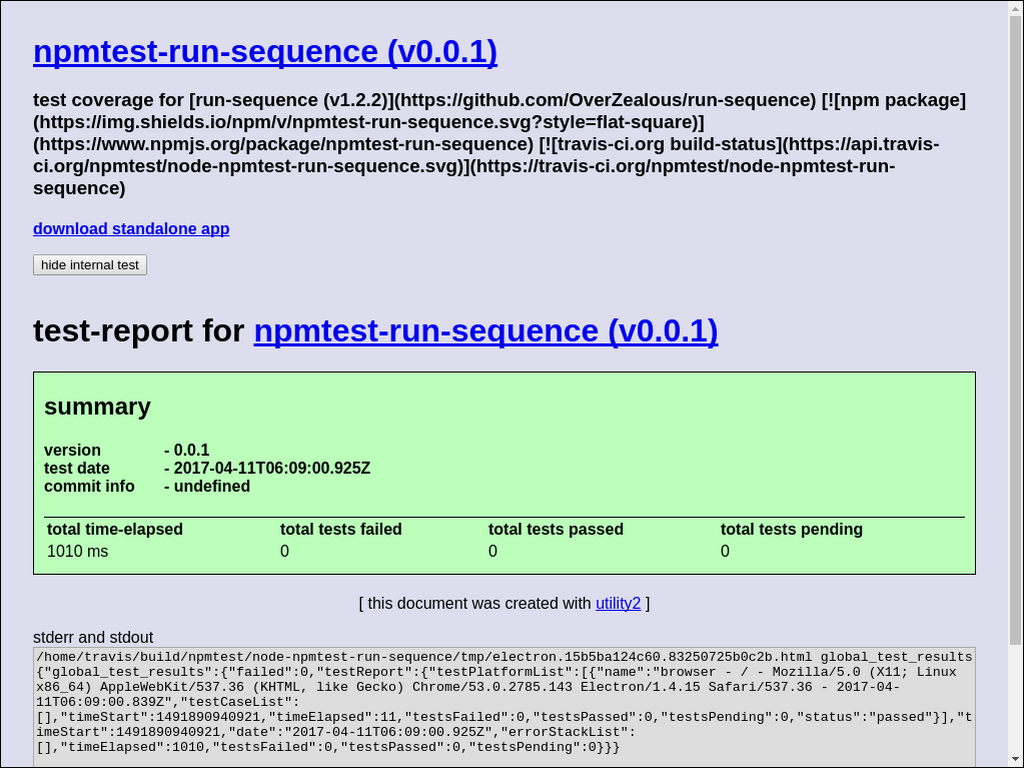 npmtest-run-sequence (v0.0.1)
test coverage for [run-sequence (v1.2.2)](https://github.com/OverZealous/run-sequence) [![npm package]
(https://img.shields.io/npm/v/npmtest-run-sequence.svg?style=flat-square)]
(https://www.npmjs.org/package/npmtest-run-sequence) [![travis-ci.org build-status](https://api.travis-
ci.org/npmtest/node-npmtest-run-sequence.svg)](https://travis-ci.org/npmtest/node-npmtest-run-
sequence)
download standalone app
hide internal test
test-report for npmtest-run-sequence (v0.0.1)
summary
version - 0.0.1
test date - 2017-04-11T06:09:00.925Z
commit info - undefined
total time-elapsed total tests failed total tests passed total tests pending
1010 ms 0 0 0
[ this document was created with utility2 ]
stderr and stdout
/home/travis/build/npmtest/node-npmtest-run-sequence/tmp/electron.15b5ba124c60.83250725b0c2b.html global_test_results
{"global_test_results":{"failed":0,"testReport":{"testPlatformList":[{"name":"browser - / - Mozilla/5.0 (X11; Linux
x86_64) AppleWebKit/537.36 (KHTML, like Gecko) Chrome/53.0.2785.143 Electron/1.4.15 Safari/537.36 - 2017-04-
11T06:09:00.839Z","testCaseList":
[],"timeStart":1491890940921,"timeElapsed":11,"testsFailed":0,"testsPassed":0,"testsPending":0,"status":"passed"}],"t
imeStart":1491890940921,"date":"2017-04-11T06:09:00.925Z","errorStackList":
[],"timeElapsed":1010,"testsFailed":0,"testsPassed":0,"testsPending":0}}}